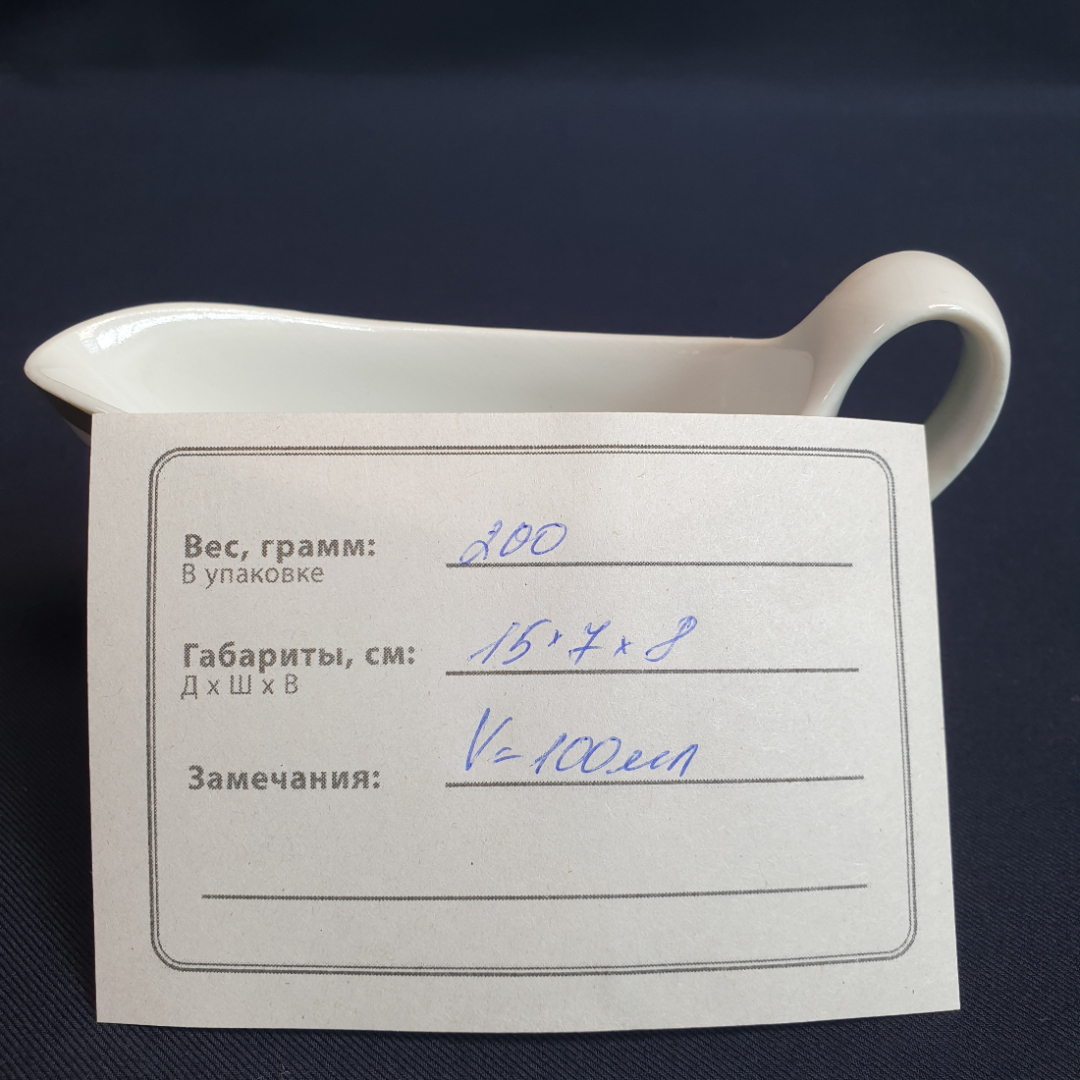 Вес, грамм: 200
В упаковке
Габариты, см: 15 x 7 x 8
Д х Ш х В
Замечания: V= 100мл